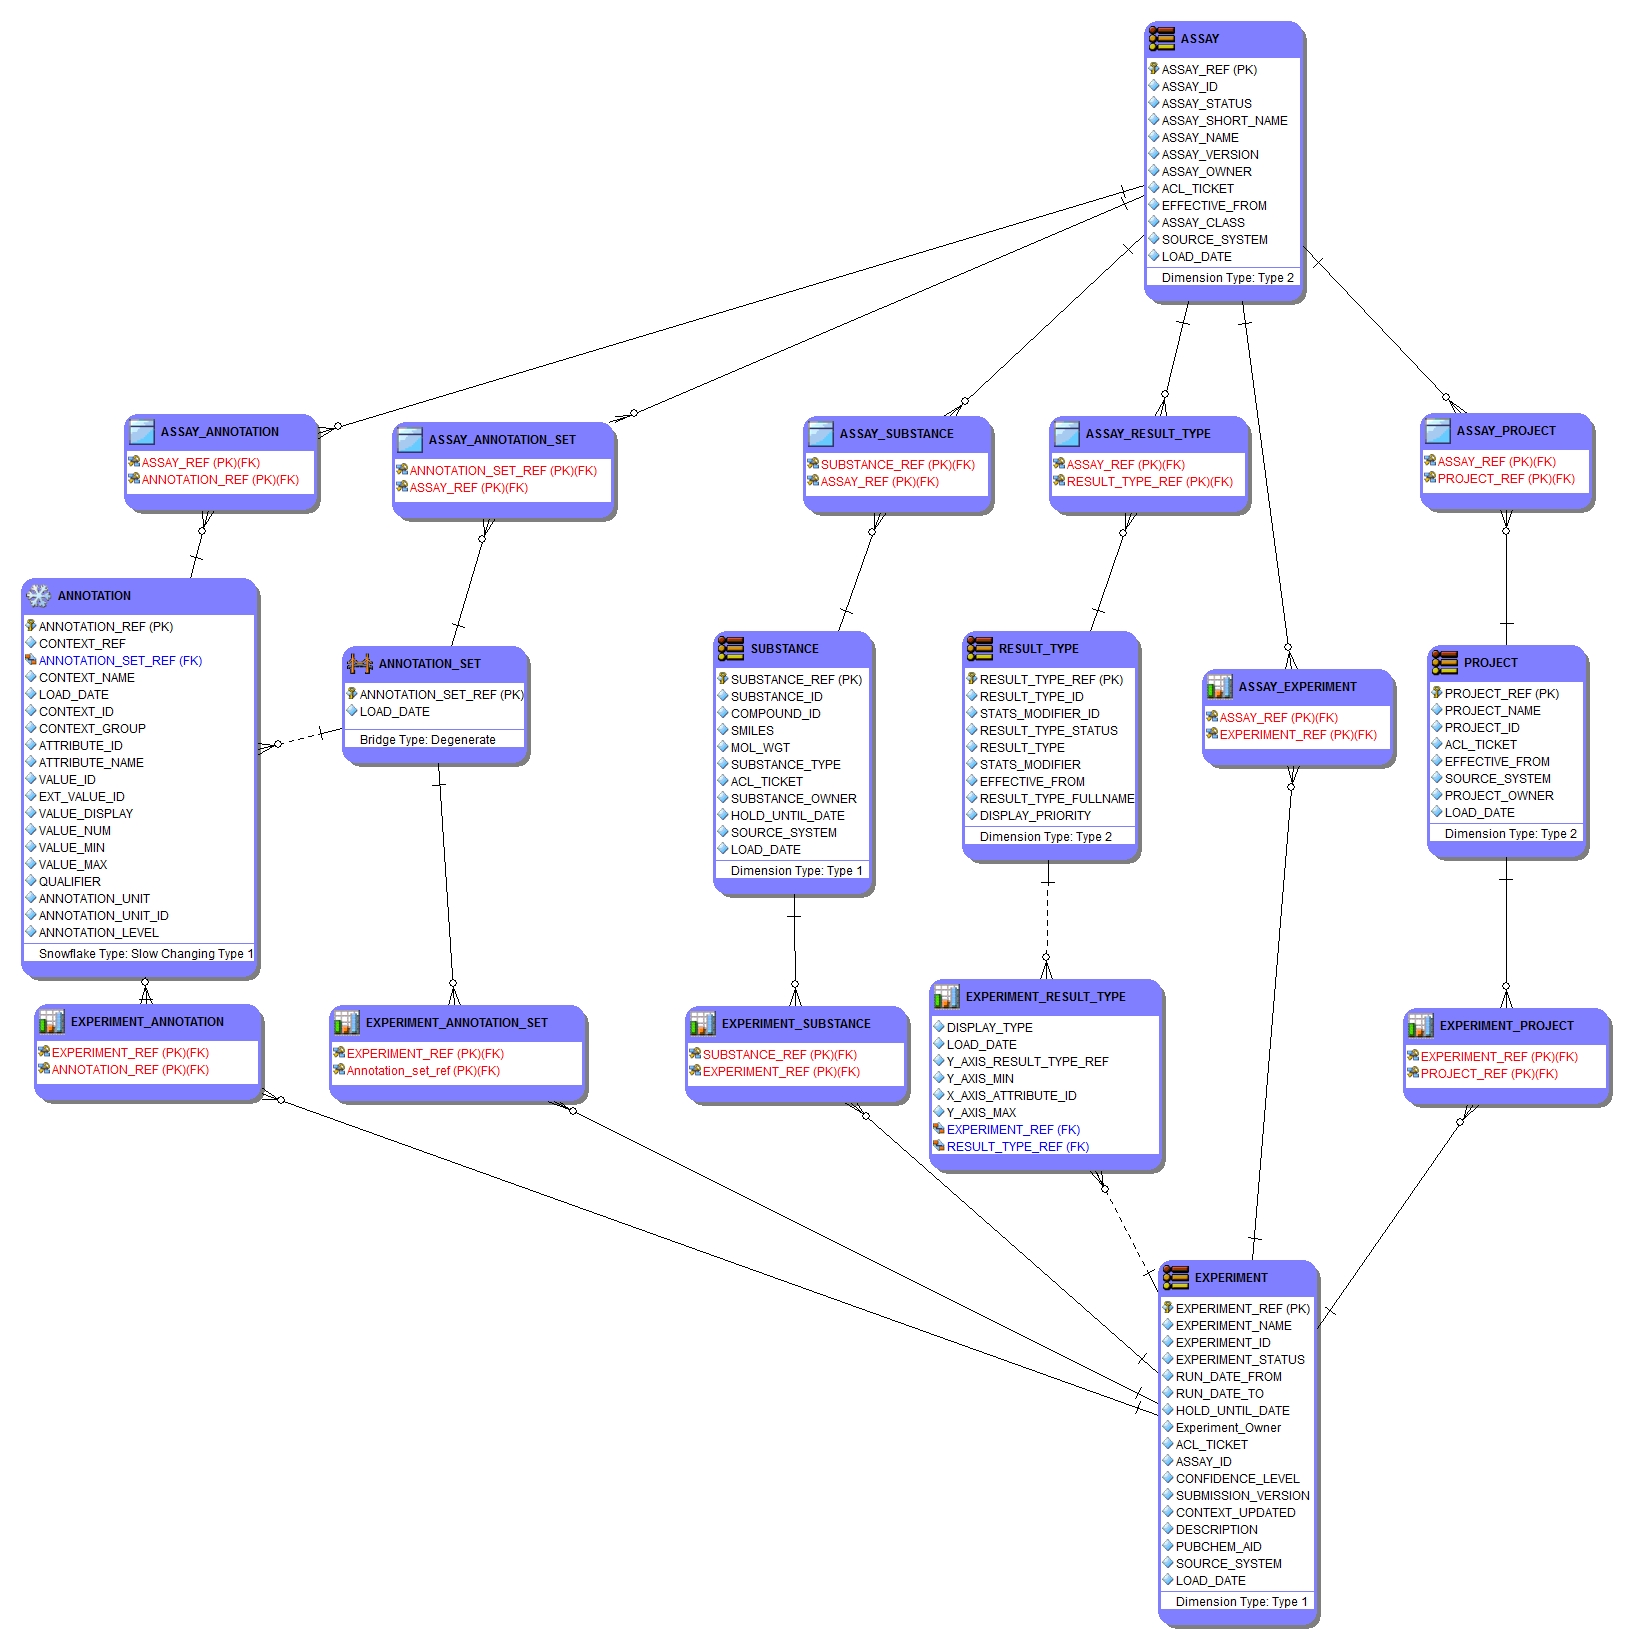 ASSAY
ASSAY_REF (PK)
ASSAY_ID
ASSAY_STATUS
ASSAY_SHORT_NAME
ASSAY_NAME
ASSAY_VERSION
ASSAY_OWNER
ACL_TICKET
EFFECTIVE_FROM
ASSAY_CLASS
SOURCE_SYSTEM
LOAD_DATE
Dimension Type: Type 2
ASSAY_ANNOTATION
ASSAY_REF (PK)(FK)
ANNOTATION_REF (PK)(FK)
ASSAY_ANNOTATION_SET
ANNOTATION_SET_REF (PK)(FK)
ASSAY_REF (PK)(FK)
ASSAY_SUBSTANCE
SUBSTANCE_REF (PK)(FK)
ASSAY_REF (PK)(FK)
ASSAY_RESULT_TYPE
ASSAY_REF (PK)(FK)
RESULT_TYPE_REF (PK)(FK)
ASSAY_PROJECT
ASSAY_REF (PK)(FK)
PROJECT_REF (PK)(FK)
ANNOTATION
ANNOTATION_REF (PK)
CONTEXT_REF
ANNOTATION_SET_REF (FK)
CONTEXT_NAME
LOAD_DATE
CONTEXT_ID
CONTEXT_GROUP
ATTRIBUTE_ID
ATTRIBUTE_NAME
VALUE_ID
EXT_VALUE_ID
VALUE_DISPLAY
VALUE_NUM
VALUE_MIN
VALUE_MAX
QUALIFIER
ANNOTATION_UNIT
ANNOTATION_UNIT_ID
ANNOTATION_LEVEL
Snowflake Type: Slow Changing Type 1
ANNOTATION_SET
ANNOTATION_SET_REF (PK)
LOAD_DATE
Bridge Type: Degenerate
SUBSTANCE
SUBSTANCE_REF (PK)
SUBSTANCE_ID
COMPOUND_ID
SMILES
MOL_WGT
SUBSTANCE_TYPE
ACL_TICKET
SUBSTANCE_OWNER
HOLD_UNTIL_DATE
SOURCE_SYSTEM
LOAD_DATE
Dimension Type: Type 1
RESULT_TYPE
RESULT_TYPE_REF (PK)
RESULT_TYPE_ID
STATS_MODIFIER_ID
RESULT_TYPE_STATUS
RESULT_TYPE
STATS_MODIFIER
EFFECTIVE_FROM
RESULT_TYPE_FULLNAME
DISPLAY_PRIORITY
Dimension Type: Type 2
ASSAY_EXPERIMENT
ASSAY_REF (PK)(FK)
EXPERIMENT_REF (PK)(FK)
PROJECT
PROJECT_REF (PK)
PROJECT_NAME
PROJECT_ID
ACL_TICKET
EFFECTIVE_FROM
SOURCE_SYSTEM
PROJECT_OWNER
LOAD_DATE
Dimension Type: Type 2
EXPERIMENT_ANNOTATION
EXPERIMENT_REF (PK)(FK)
ANNOTATION_REF (PK)(FK)
EXPERIMENT_ANNOTATION_SET
EXPERIMENT_REF (PK)(FK)
Annotation_set_ref (PK)(FK)
EXPERIMENT_SUBSTANCE
SUBSTANCE_REF (PK)(FK)
EXPERIMENT_REF (PK)(FK)
EXPERIMENT_RESULT_TYPE
DISPLAY_TYPE
LOAD_DATE
Y_AXIS_RESULT_TYPE_REF
Y_AXIS_MIN
X_AXIS_ATTRIBUTE_ID
Y_AXIS_MAX
EXPERIMENT_REF (FK)
RESULT_TYPE_REF (FK)
EXPERIMENT_PROJECT
EXPERIMENT_REF (PK)(FK)
PROJECT_REF (PK)(FK)
EXPERIMENT
EXPERIMENT_REF (PK)
EXPERIMENT_NAME
EXPERIMENT_ID
EXPERIMENT_STATUS
RUN_DATE_FROM
RUN_DATE_TO
HOLD_UNTIL_DATE
Experiment_Owner
ACL_TICKET
ASSAY_ID
CONFIDENCE_LEVEL
SUBMISSION_VERSION
CONTEXT_UPDATED
DESCRIPTION
PUBCHEM_AID
SOURCE_SYSTEM
LOAD_DATE
Dimension Type: Type 1